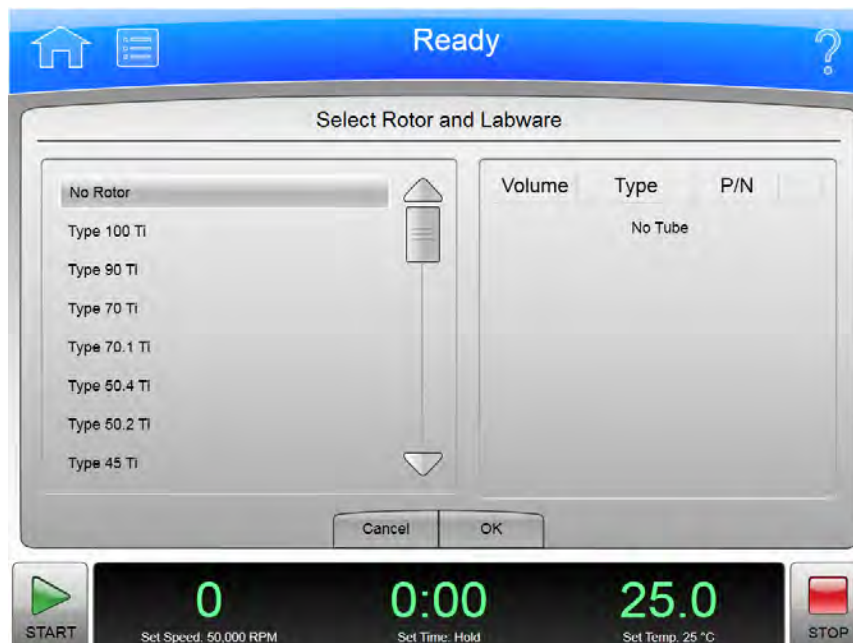 Ready
Select Rotor and Labware
No Rotor
Type 100 Ti
Type 90 Ti
Type 70 Ti
Type 70.1 Ti
Type 50.4 Ti
Type 50.2 Ti
Type 45 Ti
Volume Type P/N
No Tube
Cancel OK
START
0 0:00 25.0
Set Speed. 50,000 RPM Set Time: Hold Set Temp. 25 °C
STOP